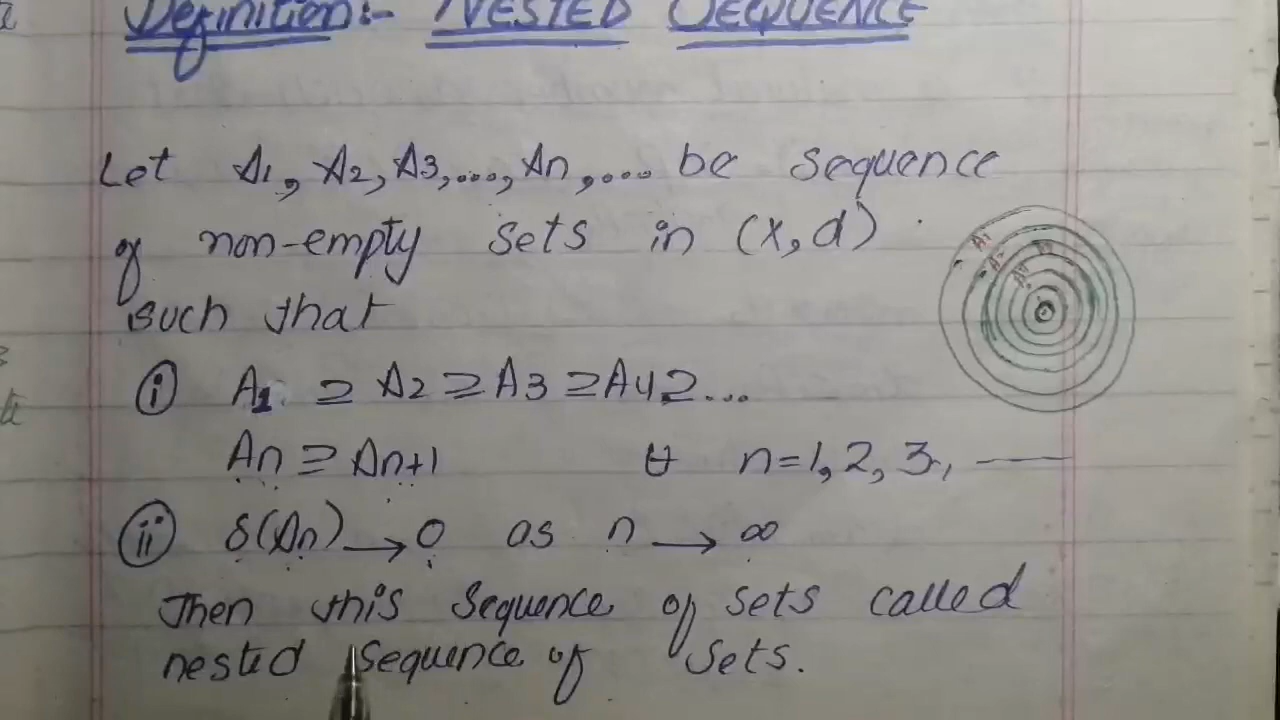 Definition:- NESTED SEQUENCE
Let A1, A2, A3,..., An,... be sequence
of non-empty sets in (x,d)
such that
(i) A1 ⊇ A2 ⊇ A3 ⊇ A4 ⊇ ...
An ⊇ An+1 ∀ n=1,2,3, —
(ii) δ(An) → 0 as n → ∞
Then this sequence of sets called
nested sequence of sets.